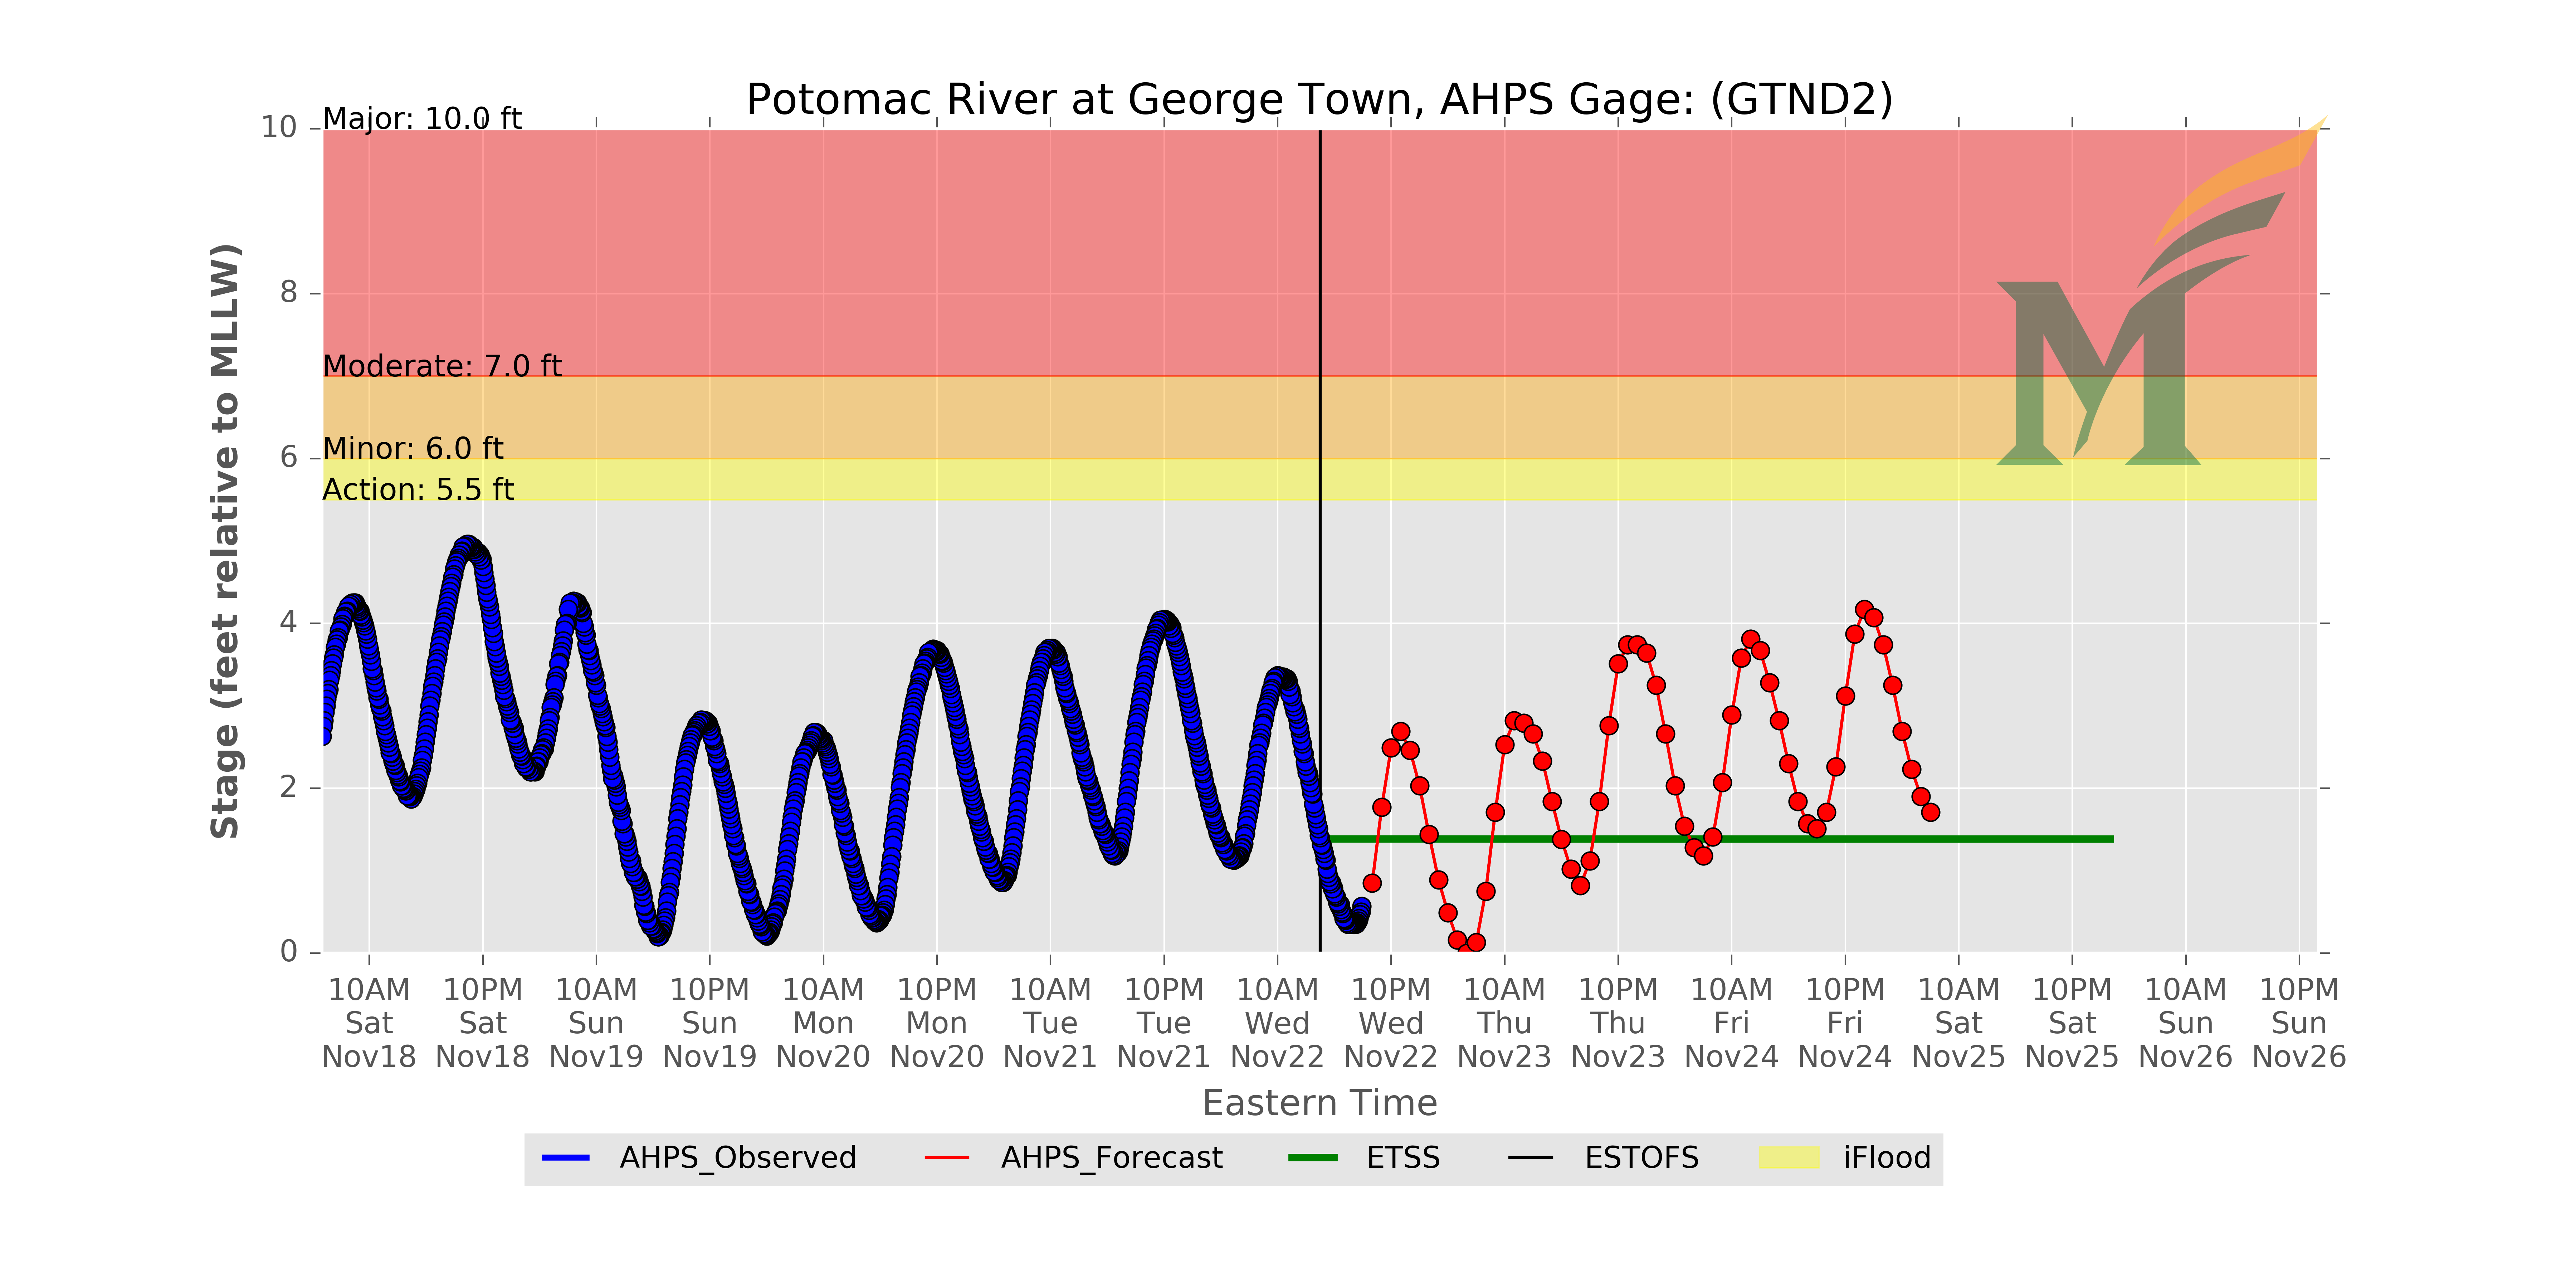 Potomac River at George Town, AHPS Gage: (GTND2)
Major: 10.0 ft
Moderate: 7.0 ft
Minor: 6.0 ft
Action: 5.5 ft
Stage (feet relative to MLLW)
10
8
6
4
2
0
10AM 10PM 10AM 10PM 10AM 10PM 10AM 10PM 10AM 10PM 10AM 10PM 10AM 10PM 10AM 10PM 10AM 10PM
Sat Sat Sun Sun Mon Mon Tue Tue Wed Wed Thu Thu Fri Fri Sat Sat Sun Sun
Nov18 Nov18 Nov19 Nov19 Nov20 Nov20 Nov21 Nov21 Nov22 Nov22 Nov23 Nov23 Nov24 Nov24 Nov25 Nov25 Nov26 Nov26
Eastern Time
AHPS_Observed AHPS_Forecast ETSS ESTOFS iFlood
M